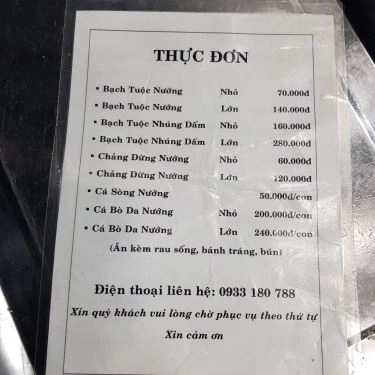 THỰC ĐƠN
• Bạch Tuộc Nướng Nhỏ 70.000đ
• Bạch Tuộc Nướng Lớn 140.000đ
• Bạch Tuộc Nhúng Dấm Nhỏ 160.000đ
• Bạch Tuộc Nhúng Dấm Lớn 280.000đ
• Chảng Dừng Nướng Nhỏ 60.000đ
• Chảng Dừng Nướng Lớn 120.000đ
• Cá Sòng Nướng 50.000đ/con
• Cá Bò Da Nướng Nhỏ 200.000đ/con
• Cá Bò Da Nướng Lớn 240.000đ/con
(Ăn kèm rau sống, bánh tráng, bún)
Điện thoại liên hệ: 0933 180 788
Xin quý khách vui lòng chờ phục vụ theo thứ tự
Xin cảm ơn